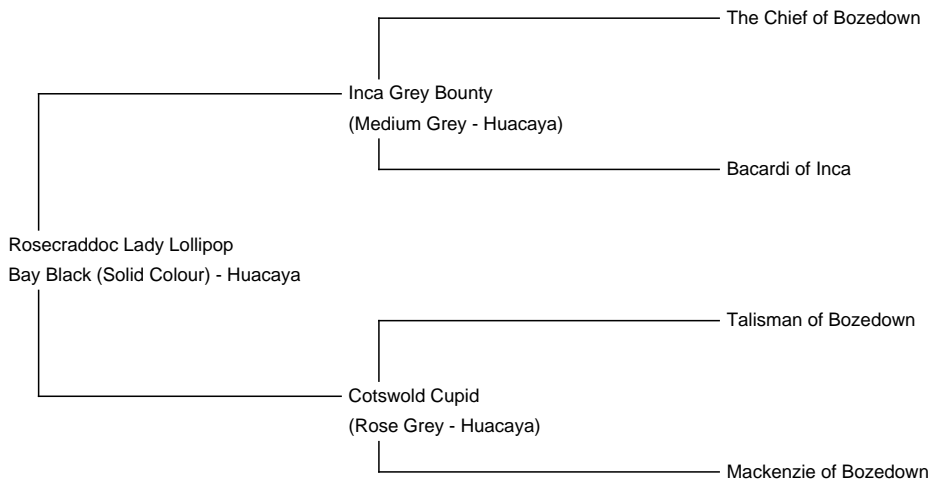 The Chief of Bozedown
Inca Grey Bounty
(Medium Grey - Huacaya)
Bacardi of Inca
Rosecraddoc Lady Lollipop
Bay Black (Solid Colour) - Huacaya
Talisman of Bozedown
Cotswold Cupid
(Rose Grey - Huacaya)
Mackenzie of Bozedown